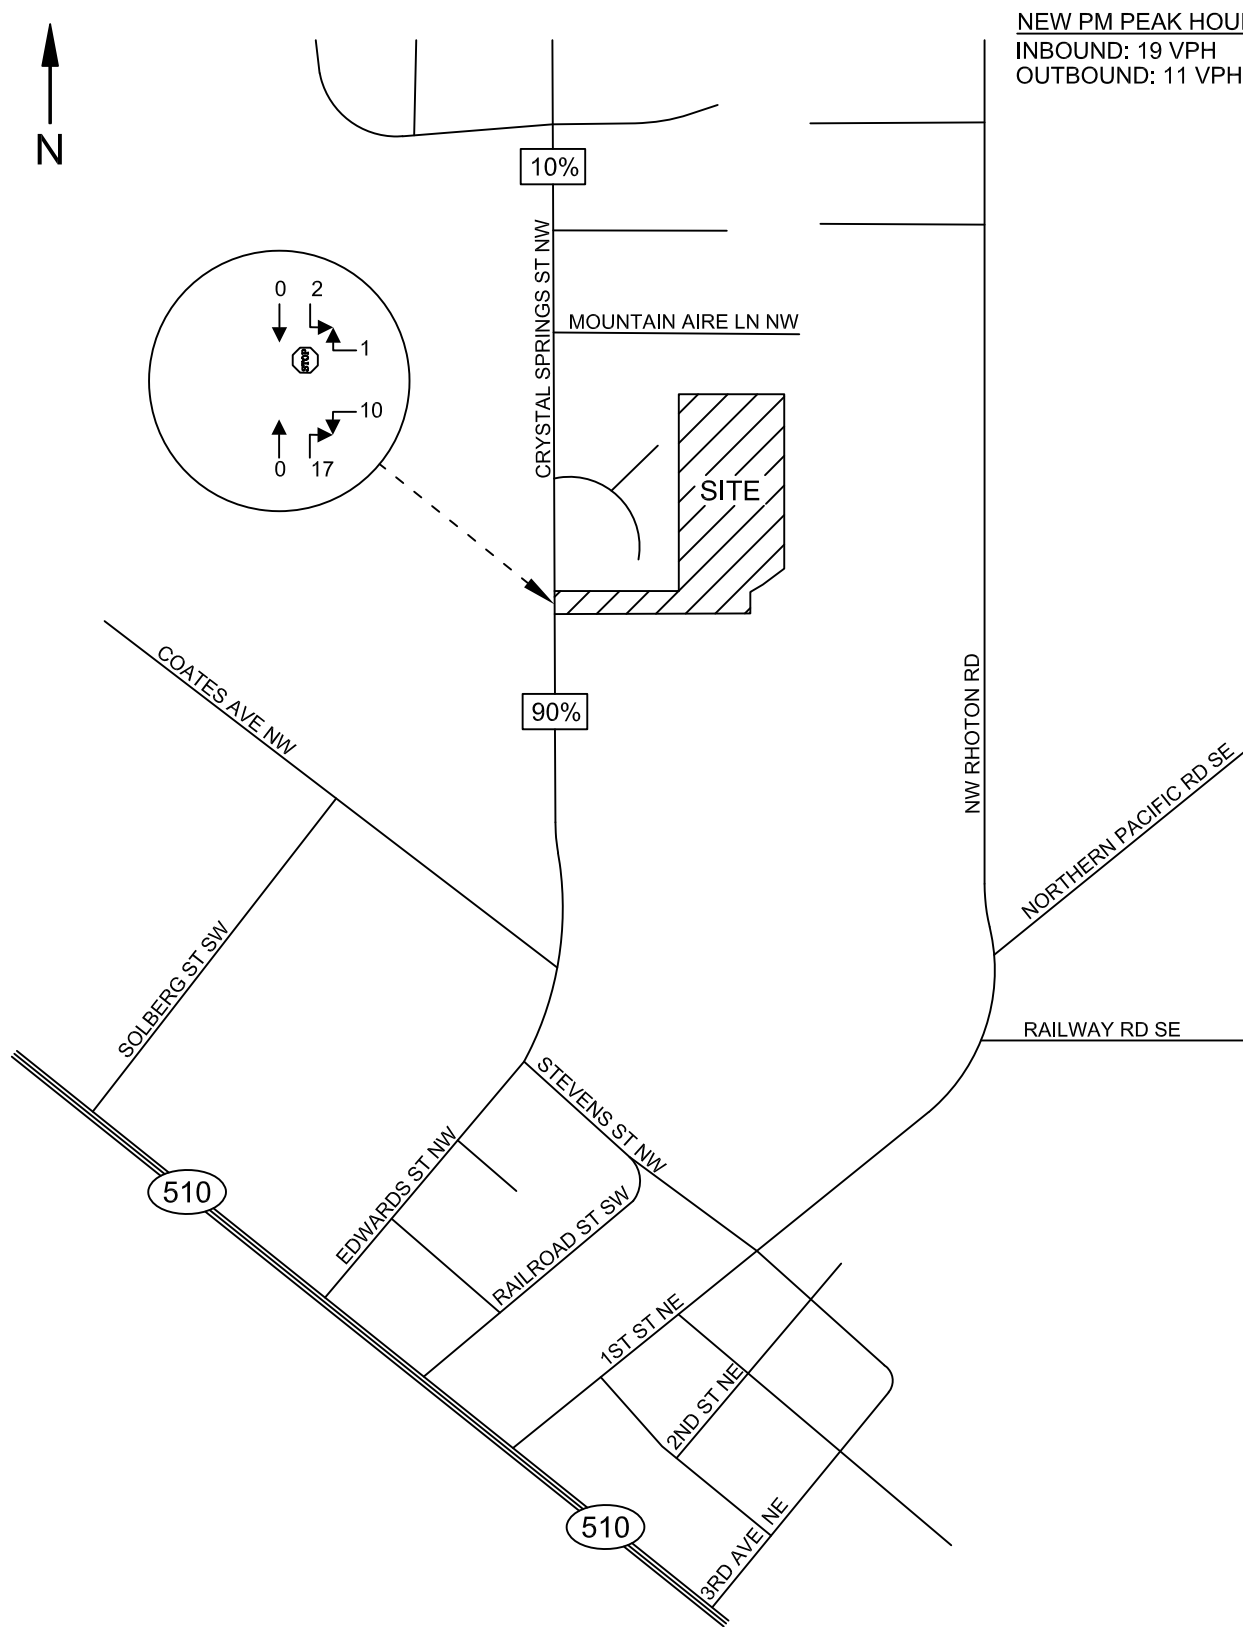 NEW PM PEAK HOU
INBOUND: 19 VPH
OUTBOUND: 11 VPH
N
10%
CRYSTAL SPRINGS ST NW
0 2
1
STOP
10
0 17
MOUNTAIN AIRE LN NW
SITE
COATES AVE NW
90%
NW RHOTON RD
NORTHERN PACIFIC RD SE
SOLBERG ST SW
RAILWAY RD SE
STEVENS ST NW
510
EDWARDS ST NW
RAILROAD ST SW
1ST ST NE
2ND ST NE
510
3RD AVE NE